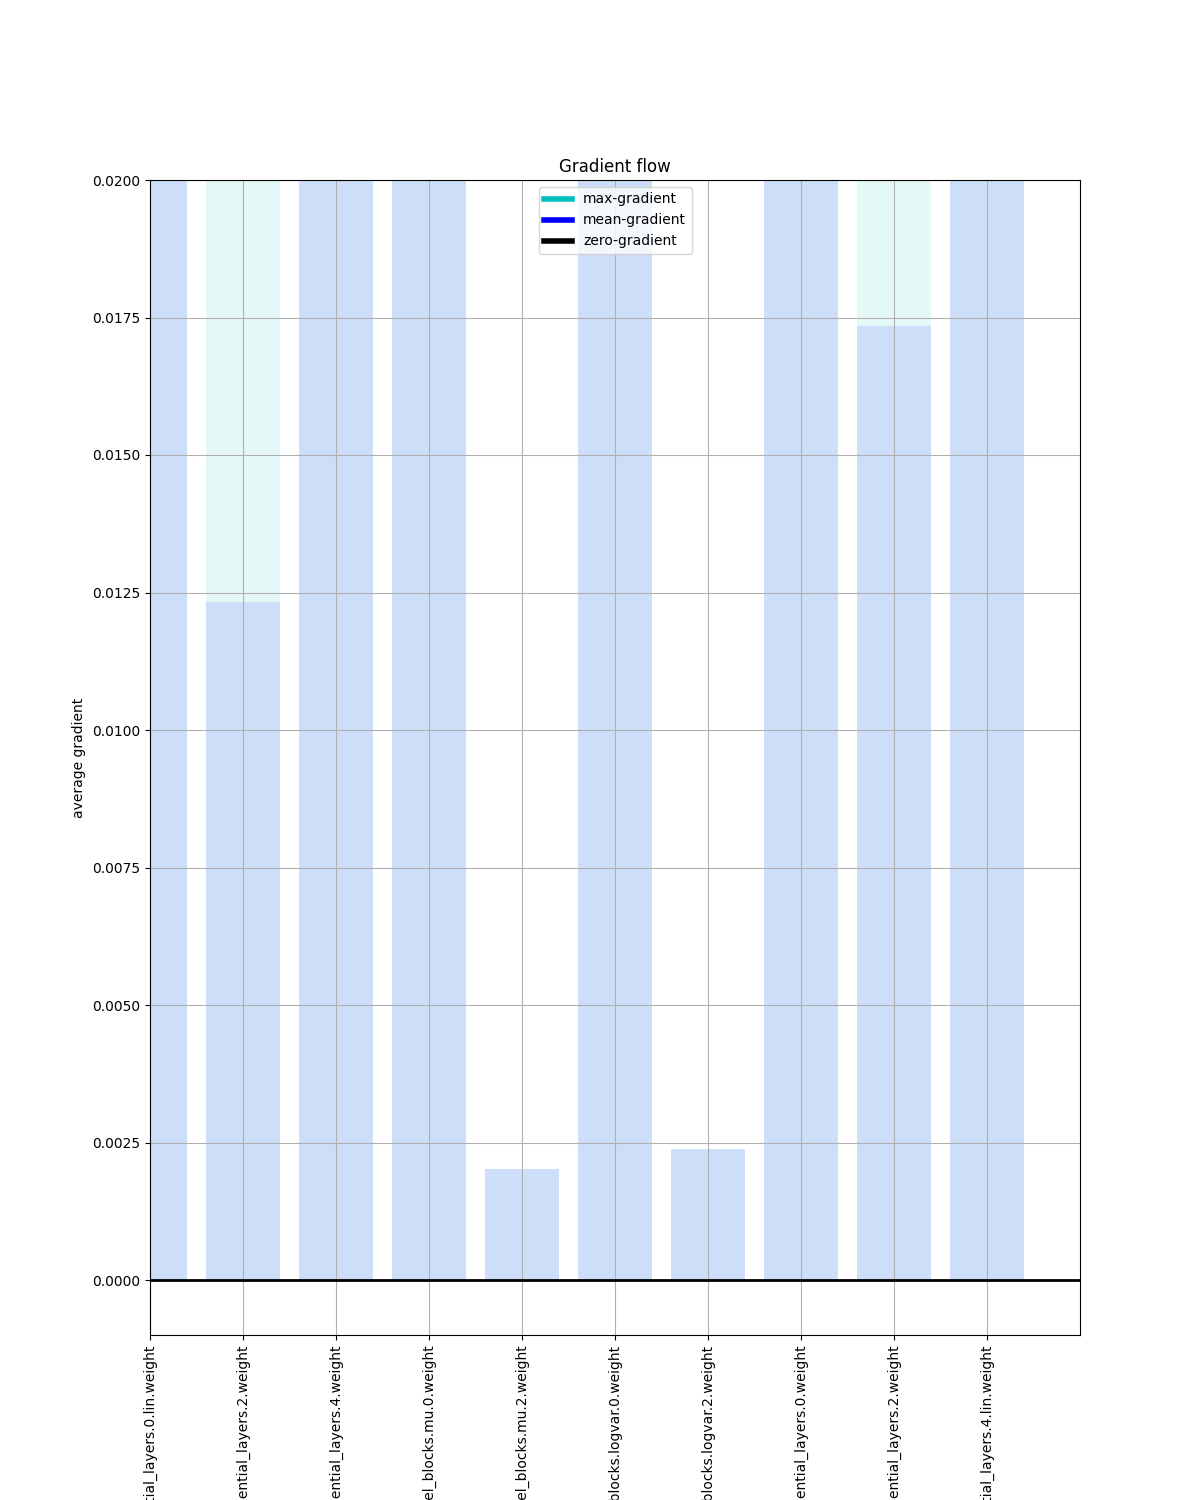 Gradient flow
max-gradient
mean-gradient
zero-gradient
0.0200
0.0175
0.0150
0.0125
0.0100
0.0075
0.0050
0.0025
0.0000
average gradient
tial_layers.0.lin.weight
ential_layers.2.weight
ential_layers.4.weight
el_blocks.mu.0.weight
el_blocks.mu.2.weight
blocks.logvar.0.weight
blocks.logvar.2.weight
ential_layers.0.weight
ential_layers.2.weight
tial_layers.4.lin.weight